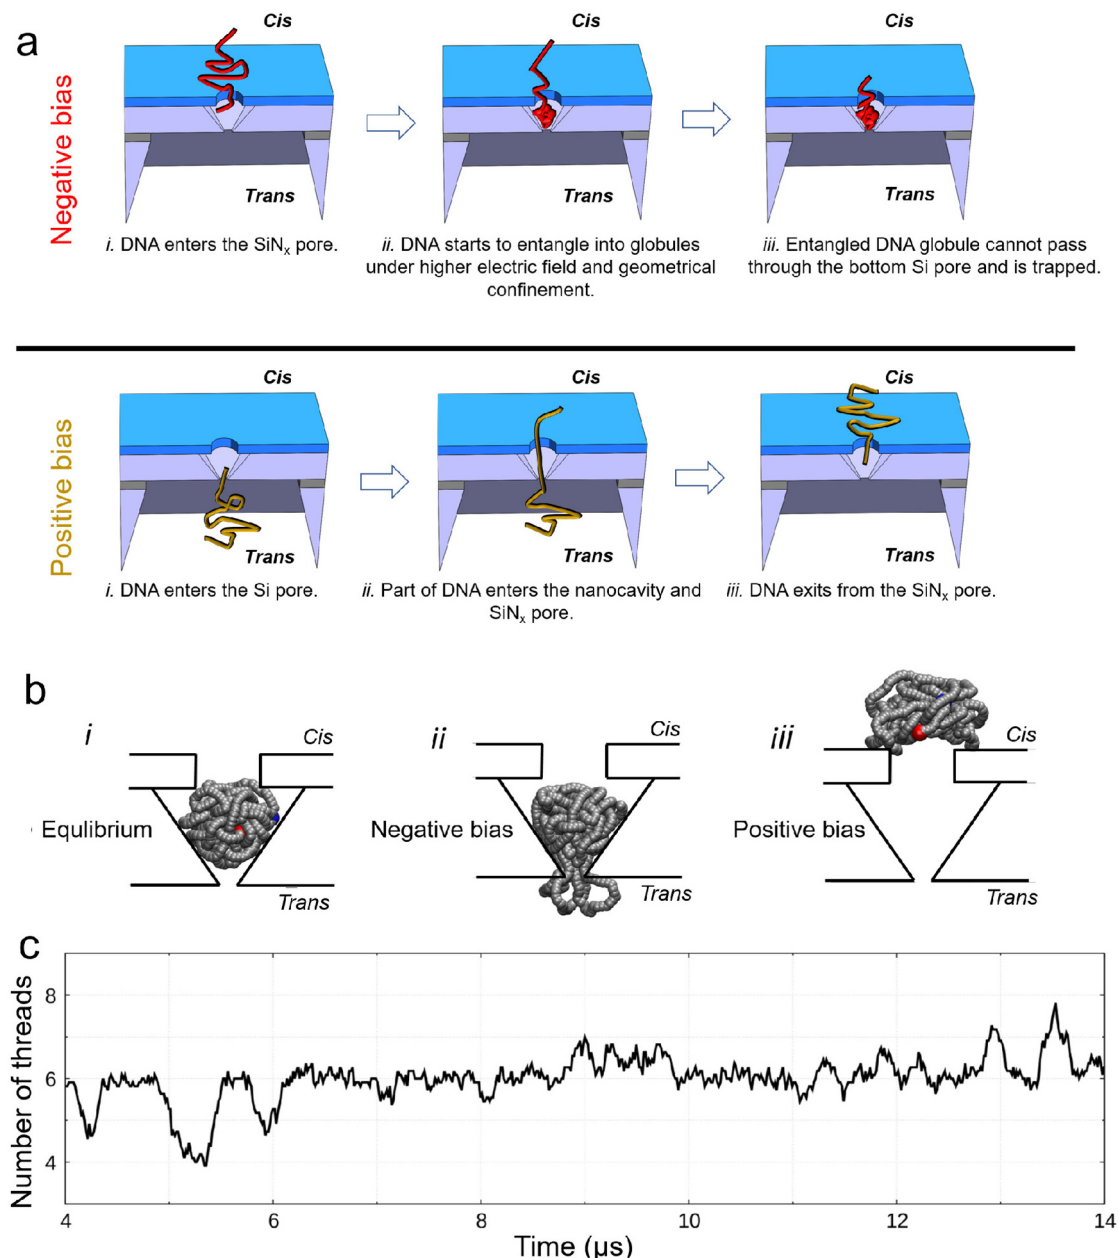 a
Negative bias
Cis
Cis
Cis
Trans
Trans
Trans
i. DNA enters the SiNx pore.
ii. DNA starts to entangle into globules
under higher electric field and geometrical
confinement.
iii. Entangled DNA globule cannot pass
through the bottom Si pore and is trapped.
Positive bias
Cis
Cis
Cis
Trans
Trans
Trans
i. DNA enters the Si pore.
ii. Part of DNA enters the nanocavity and
SiNx pore.
iii. DNA exits from the SiNx pore.
b
i
Cis
Equlibrium
Trans
ii
Cis
Negative bias
Trans
iii
Cis
Positive bias
Trans
c
Number of threads
8
6
4
4
6
8
10
12
14
Time (µs)